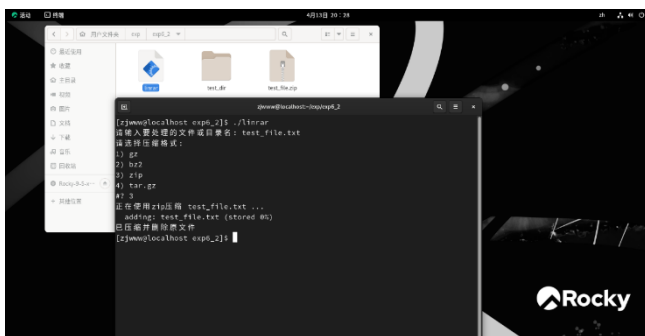 活动 终端 4月13日 20：28 zh
用户文件夹 exp exp6_2
最近使用
收藏
主目录
视频
图片
文档
下载
音乐
回收站
其他位置
linrar test_dir test_file.zip
zjwww@localhost:~/exp/exp6_2
[zjwww@localhost exp6_2]$ ./linrar
请输入要处理的文件或目录名: test_file.txt
请选择压缩格式:
1) gz
2) bz2
3) zip
4) tar.gz
#? 3
正在使用zip压缩 test_file.txt ...
adding: test_file.txt (stored 0%)
已压缩并删除原文件
[zjwww@localhost exp6_2]$
Rocky